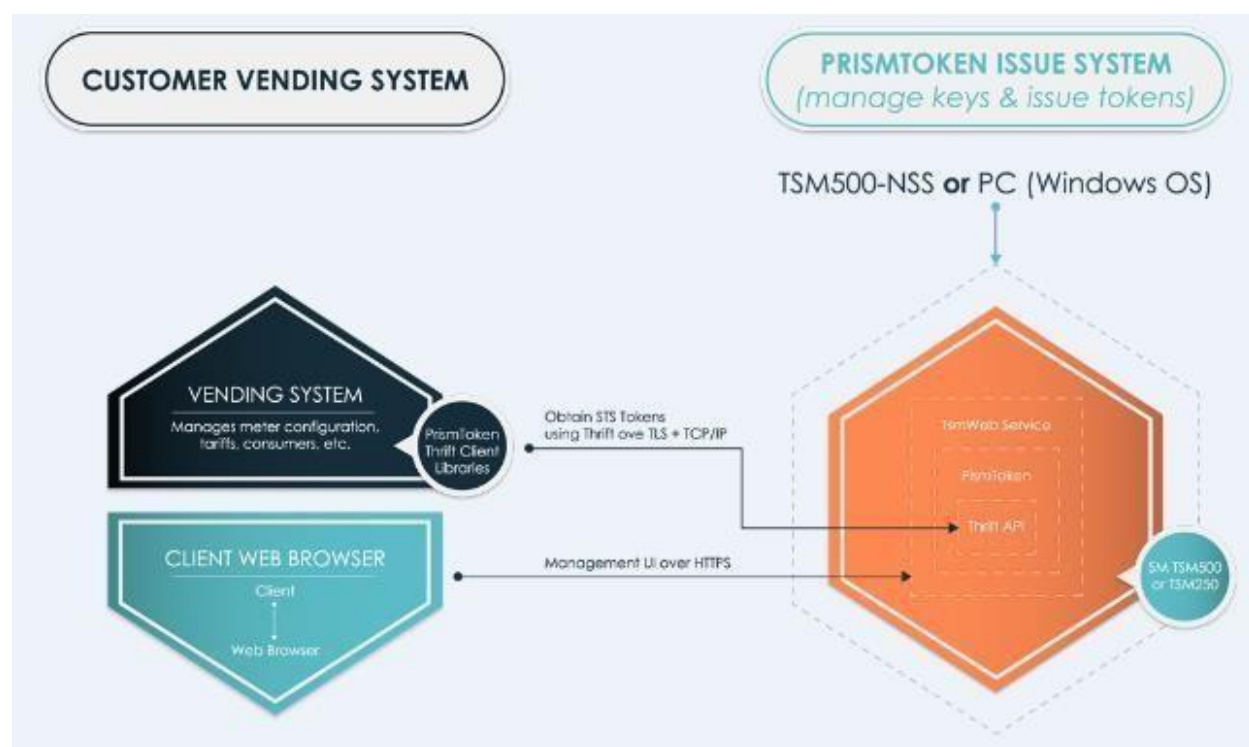 CUSTOMER VENDING SYSTEM
PRISMTOKEN ISSUE SYSTEM
(manage keys & issue tokens)
TSM500-NSS or PC (Windows OS)
VENDING SYSTEM
Manages meter configuration,
tariffs, consumers, etc.
PrismToken
Thrift Client
Libraries
Obtain STS Tokens
using Thrift ove TLS + TCP/IP
TsmWeb Service
PismToken
Thrift API
CLIENT WEB BROWSER
Client
Web Browser
Management UI over HTTPS
SM TSM500
or TSM250